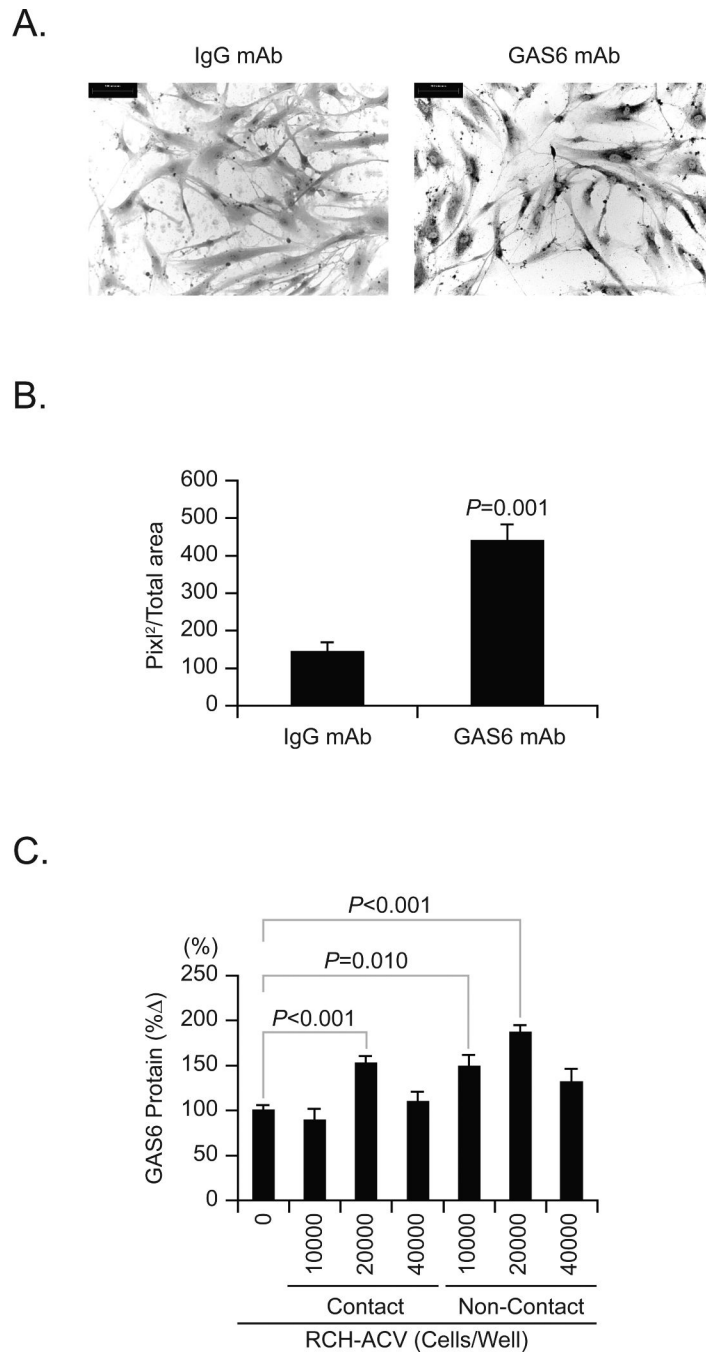 A.
IgG mAb
GAS6 mAb
B.
Pixl²/Total area
600
500
400
300
200
100
0
P=0.001
IgG mAb
GAS6 mAb
C.
P<0.001
(%)
P=0.010
P<0.001
GAS6 Protain (%Δ)
250
200
150
100
50
0
0
10000
20000
40000
10000
20000
40000
Contact
Non-Contact
RCH-ACV (Cells/Well)